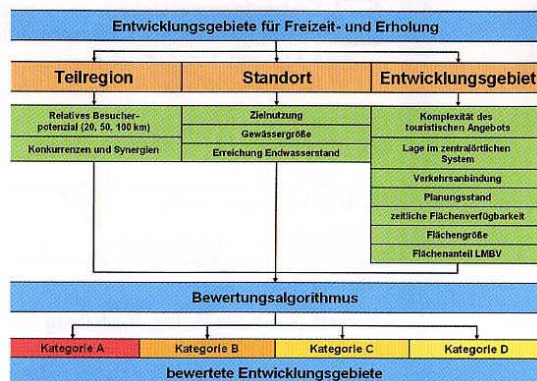 Entwicklungsgebiete für Freizeit- und Erholung
Teilregion
Standort
Entwicklungsgebiet
Relatives Besucher-
potenzial (20, 50, 100 km)
Konkurrenzen und Synergien
Zielnutzung
Gewässergröße
Erreichung Endwasserstand
Komplexität des
touristischen Angebots
Lage im zentralörtlichen
System
Verkehrsanbindung
Planungsstand
zeitliche Flächenverfügbarkeit
Flächengröße
Flächenanteil LMBV
Bewertungsalgorithmus
Kategorie A
Kategorie B
Kategorie C
Kategorie D
bewertete Entwicklungsgebiete